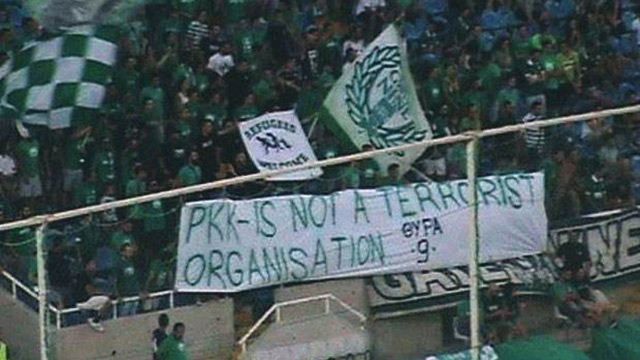 REFUGEES
WELCOME
PKK-IS NOT A TERRORIST
ORGANISATION
ΘΥΡΑ
9